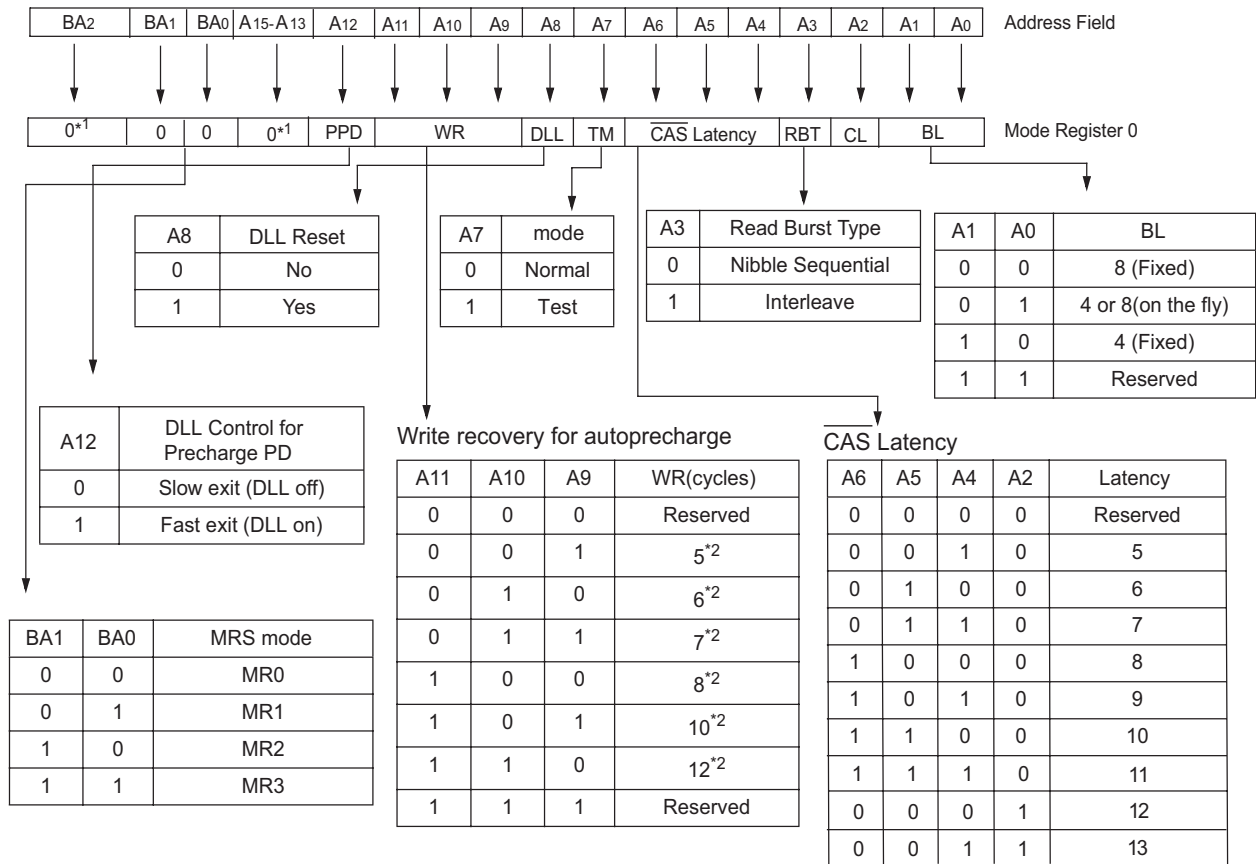 BA2 BA1 BA0 A15-A13 A12 A11 A10 A9 A8 A7 A6 A5 A4 A3 A2 A1 A0 Address Field
0*1 0 0 0*1 PPD WR DLL TM CAS Latency RBT CL BL Mode Register 0
A8 DLL Reset
0 No
1 Yes
A7 mode
0 Normal
1 Test
A3 Read Burst Type
0 Nibble Sequential
1 Interleave
A1 A0 BL
0 0 8 (Fixed)
0 1 4 or 8(on the fly)
1 0 4 (Fixed)
1 1 Reserved
A12 DLL Control for
Precharge PD
0 Slow exit (DLL off)
1 Fast exit (DLL on)
BA1 BA0 MRS mode
0 0 MR0
0 1 MR1
1 0 MR2
1 1 MR3
Write recovery for autoprecharge
A11 A10 A9 WR(cycles)
0 0 0 Reserved
0 0 1 5*2
0 1 0 6*2
0 1 1 7*2
1 0 0 8*2
1 0 1 10*2
1 1 0 12*2
1 1 1 Reserved
CAS Latency
A6 A5 A4 A2 Latency
0 0 0 0 Reserved
0 0 1 0 5
0 1 0 0 6
0 1 1 0 7
1 0 0 0 8
1 0 1 0 9
1 1 0 0 10
1 1 1 0 11
0 0 0 1 12
0 0 1 1 13